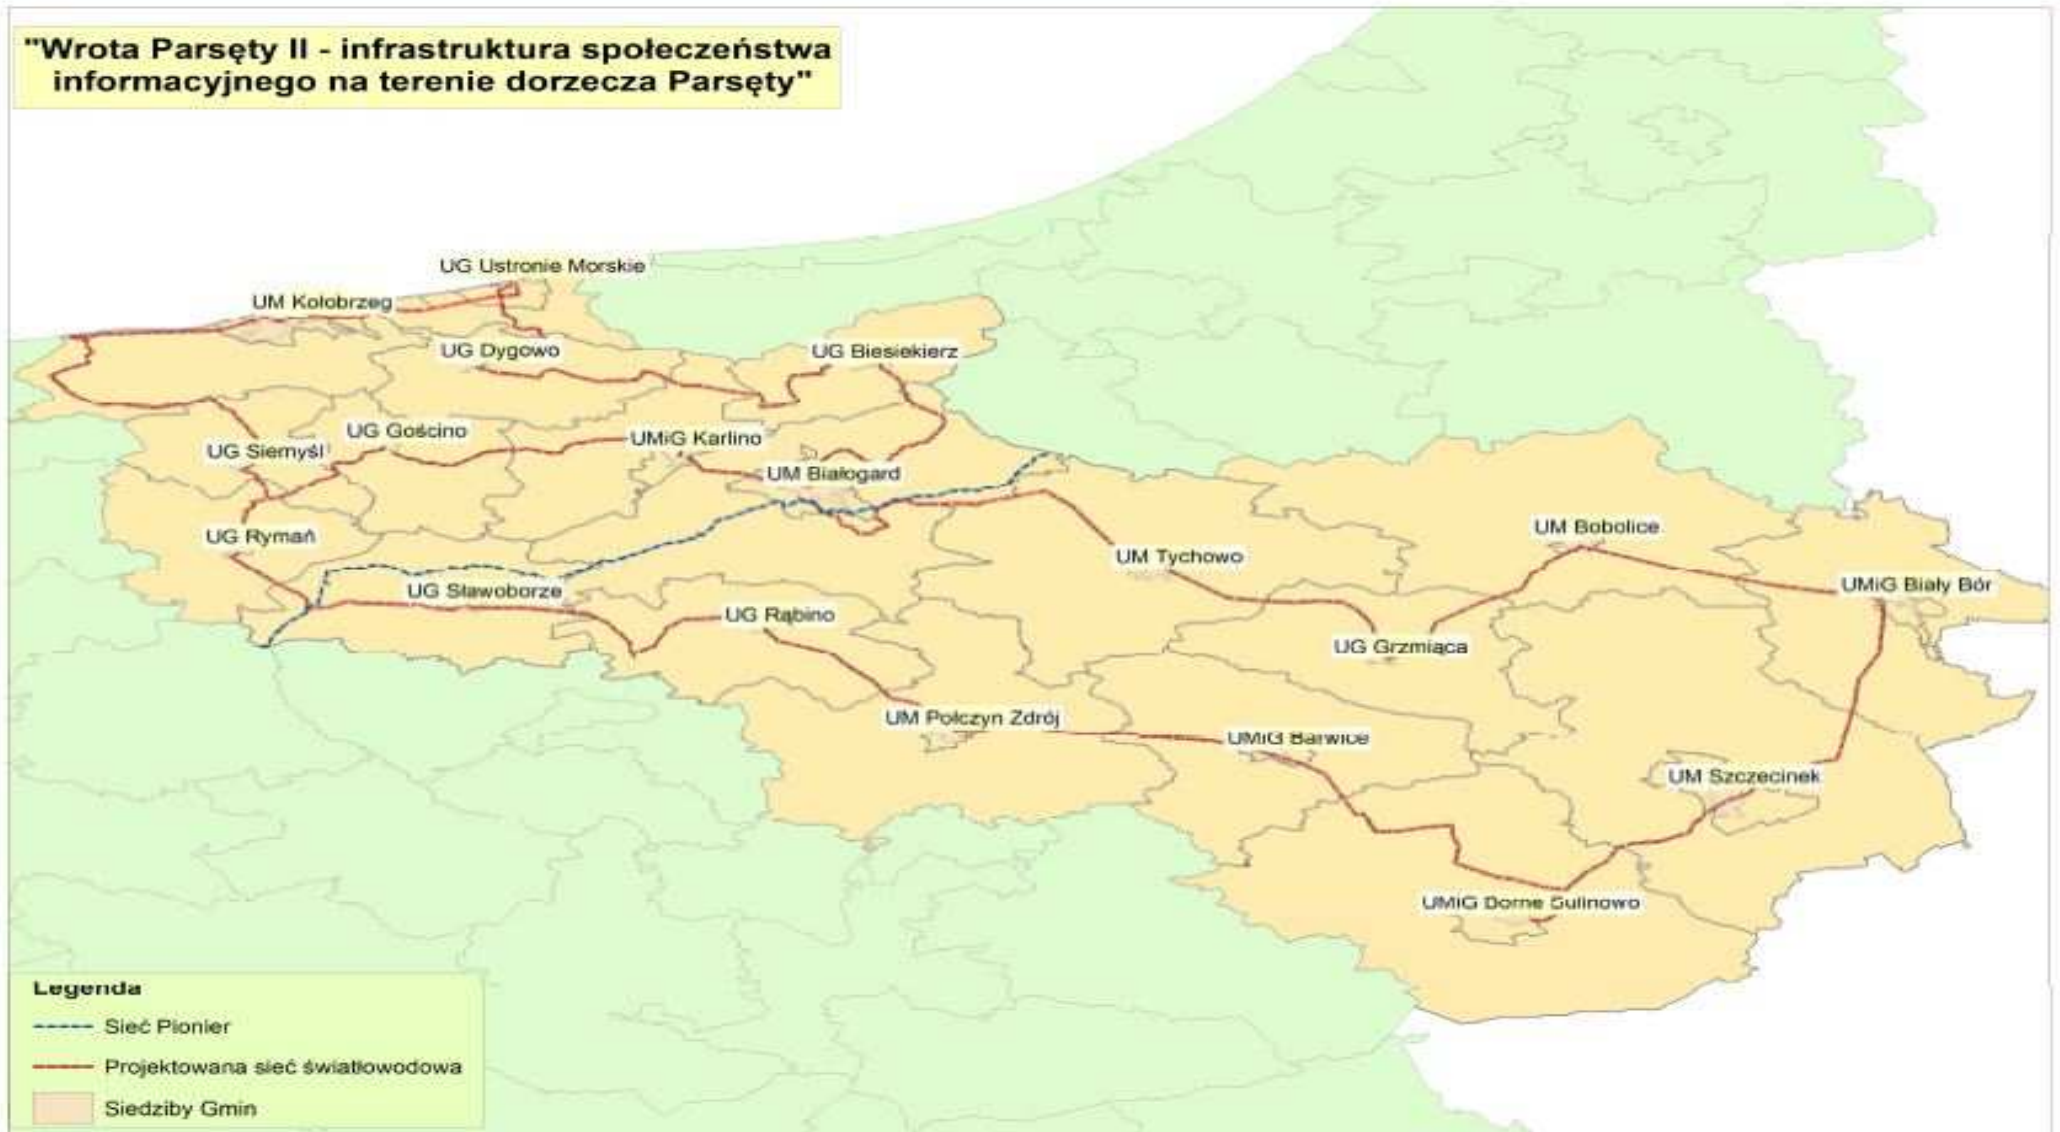 "Wrota Parsęty II - infrastruktura społeczeństwa
informacyjnego na terenie dorzecza Parsęty"
UG Ustronie Morskie
UM Kołobrzeg
UG Dygowo
UG Biesiekierz
UG Gościno
UMiG Karlino
UG Siemyśl
UM Białogard
UG Rymań
UM Bobolice
UM Tychowo
UMiG Biały Bór
UG Sławoborze
UG Rąbino
UG Grzmiąca
UM Połczyn Zdrój
UMiG Barwice
UM Szczecinek
UMiG Borne Sulinowo
Legenda
Sieć Pionier
Projektowana sieć światłowodowa
Siedziby Gmin